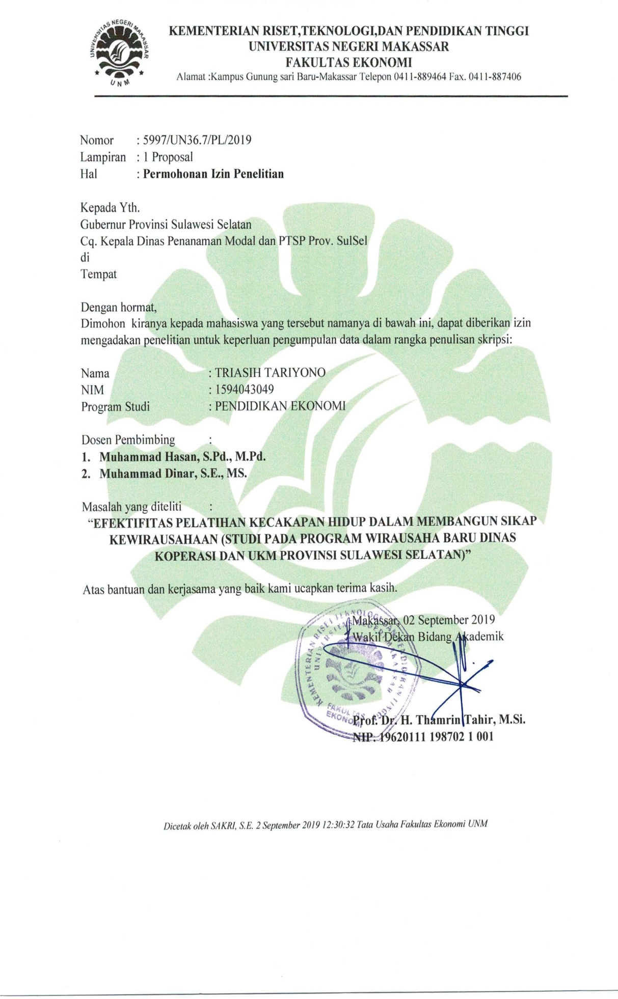 UNIVERSITAS NEGERI MAKASSAR
UNM
KEMENTERIAN RISET,TEKNOLOGI,DAN PENDIDIKAN TINGGI
UNIVERSITAS NEGERI MAKASSAR
FAKULTAS EKONOMI
Alamat :Kampus Gunung sari Baru-Makassar Telepon 0411-889464 Fax. 0411-887406
Nomor : 5997/UN36.7/PL/2019
Lampiran : 1 Proposal
Hal : Permohonan Izin Penelitian
Kepada Yth.
Gubernur Provinsi Sulawesi Selatan
Cq. Kepala Dinas Penanaman Modal dan PTSP Prov. SulSel
di
Tempat
Dengan hormat,
Dimohon kiranya kepada mahasiswa yang tersebut namanya di bawah ini, dapat diberikan izin
mengadakan penelitian untuk keperluan pengumpulan data dalam rangka penulisan skripsi:
Nama : TRIASIH TARIYONO
NIM : 1594043049
Program Studi : PENDIDIKAN EKONOMI
Dosen Pembimbing :
1. Muhammad Hasan, S.Pd., M.Pd.
2. Muhammad Dinar, S.E., MS.
Masalah yang diteliti :
“EFEKTIFITAS PELATIHAN KECAKAPAN HIDUP DALAM MEMBANGUN SIKAP
KEWIRAUSAHAAN (STUDI PADA PROGRAM WIRAUSAHA BARU DINAS
KOPERASI DAN UKM PROVINSI SULAWESI SELATAN)”
Atas bantuan dan kerjasama yang baik kami ucapkan terima kasih.
Makassar, 02 September 2019
Wakil Dekan Bidang Akademik
KEMENTERIAN RISET TEKNOLOGI DAN PENDIDIKAN TINGGI
UNIVERSITAS NEGERI MAKASSAR
FAKULTAS
EKONOMI
Prof. Dr. H. Thamrin Tahir, M.Si.
NIP. 19620111 198702 1 001
Dicetak oleh SAKRI, S.E. 2 September 2019 12:30:32 Tata Usaha Fakultas Ekonomi UNM